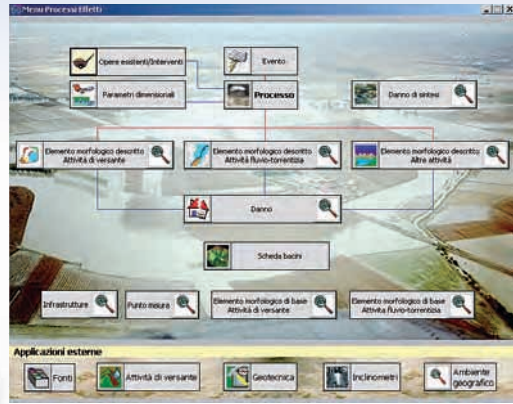 Menu Processi Effetti
Opere esistenti/Interventi
Evento
Parametri dimensionali
Processo
Danno di sintesi
Elemento morfologico descritto
Attività di versante
Elemento morfologico descritto
Attività fluvio-torrentizia
Elemento morfologico descritto
Altre attività
Danno
Scheda bacini
Infrastrutture
Punto misura
Elemento morfologico di base
Attività di versante
Elemento morfologico di base
Attività fluvio-torrentizia
Applicazioni esterne
Fonti
Attività di versante
Geotecnica
Inclinometri
Ambiente
geografico